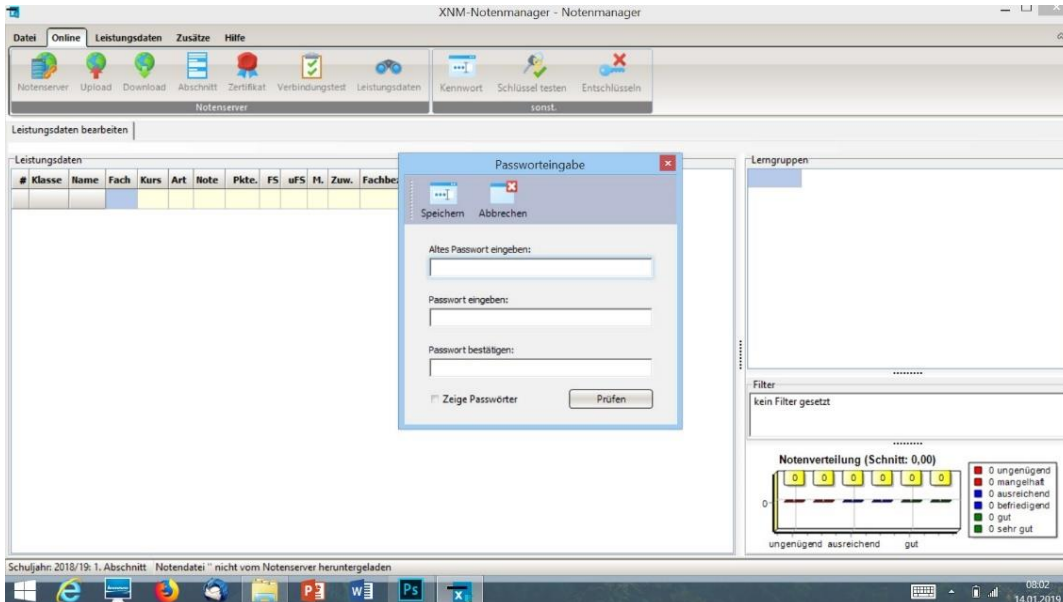 XNM-Notenmanager - Notenmanager
Datei Online Leistungsdaten Zusätze Hilfe
Notenserver Upload Download Abschnitt Zertifikat Verbindungstest Leistungsdaten Kennwort Schlüssel testen Entschlüsseln
Notenserver sonst.
Leistungsdaten bearbeiten
Leistungsdaten
# Klasse Name Fach Kurs Art Note Pkte. FS uFS M. Zuw. Fachbez
Passworteingabe
Speichern Abbrechen
Altes Passwort eingeben:
Passwort eingeben:
Passwort bestätigen:
Zeige Passwörter Prüfen
Lerngruppen
Filter
kein Filter gesetzt
Notenverteilung (Schnitt: 0,00)
0 0 0 0 0 0
0
ungenügend ausreichend gut
0 ungenügend
0 mangelhaft
0 ausreichend
0 befriedigend
0 gut
0 sehr gut
Schuljahr: 2018/19: 1. Abschnitt Notendatei '' nicht vom Notenserver heruntergeladen
Ps
08:02
14.01.2019